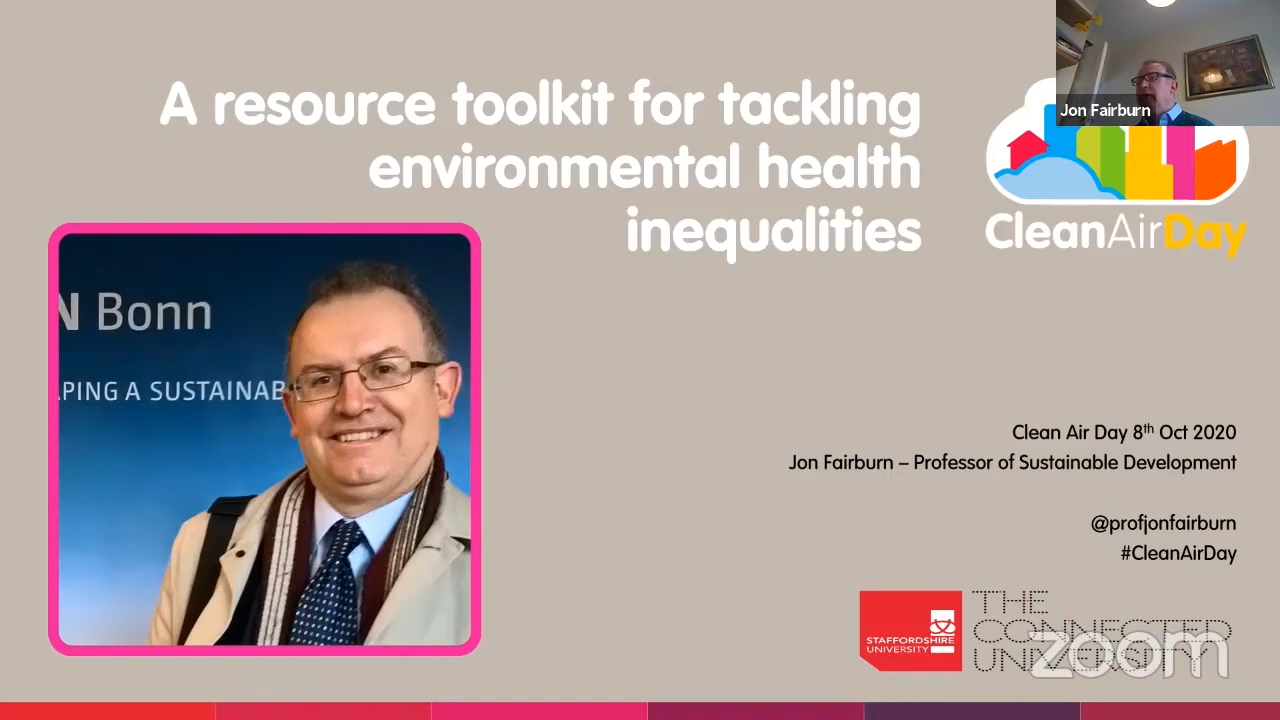 A resource toolkit for tackling
environmental health
inequalities
Jon Fairburn
CleanAirDay
N Bonn
APING A SUSTAINAB
Clean Air Day 8th Oct 2020
Jon Fairburn – Professor of Sustainable Development
@profjonfairburn
#CleanAirDay
STAFFORDSHIRE
UNIVERSITY
THE
CONNECTED
UNIVERSITY
zoom